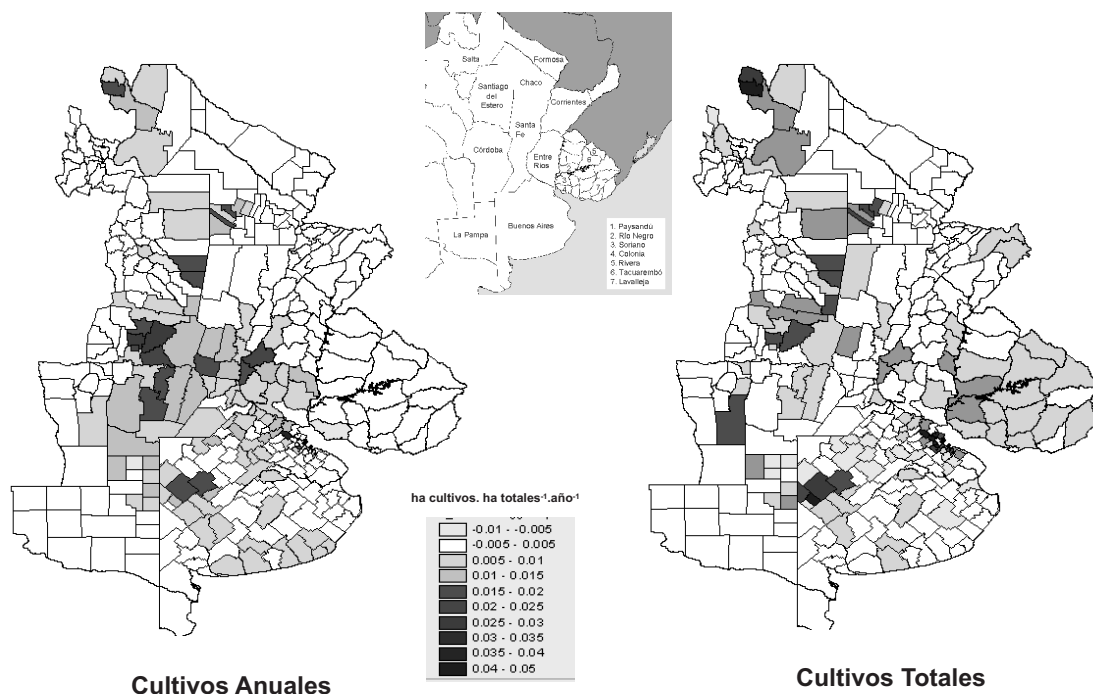 Salta
Formosa
Chaco
Santiago
del
Estero
Corrientes
Santa
Fe
Córdoba
Entre
Ríos
Buenos Aires
La Pampa
5
6
3
4
1. Paysandú
2. Río Negro
3. Soriano
4. Colonia
5. Rivera
6. Tacuarembó
7. Lavalleja
ha cultivos. ha totales⁻¹.año⁻¹
-0.01 - -0.005
-0.005 - 0.005
0.005 - 0.01
0.01 - 0.015
0.015 - 0.02
0.02 - 0.025
0.025 - 0.03
0.03 - 0.035
0.035 - 0.04
0.04 - 0.05
Cultivos Anuales
Cultivos Totales